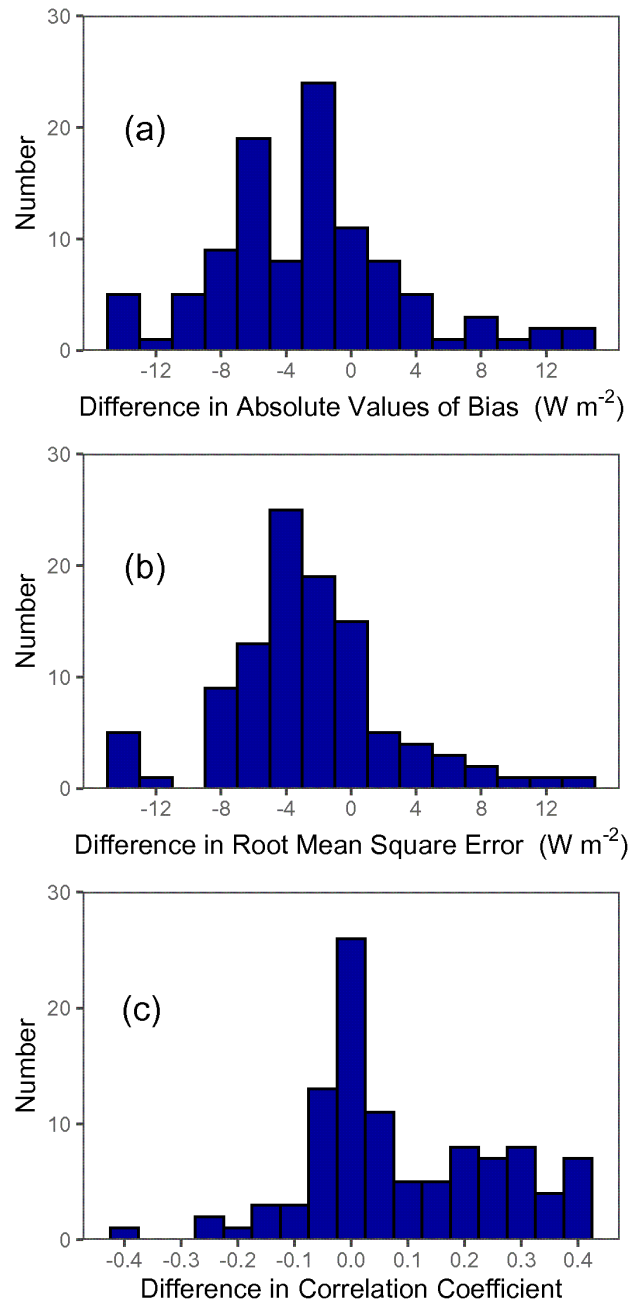 30
20
10
0
Number
(a)
-12 -8 -4 0 4 8 12
Difference in Absolute Values of Bias (W m-2)
30
20
10
0
Number
(b)
-12 -8 -4 0 4 8 12
Difference in Root Mean Square Error (W m-2)
30
20
10
0
Number
(c)
-0.4 -0.3 -0.2 -0.1 0.0 0.1 0.2 0.3 0.4
Difference in Correlation Coefficient